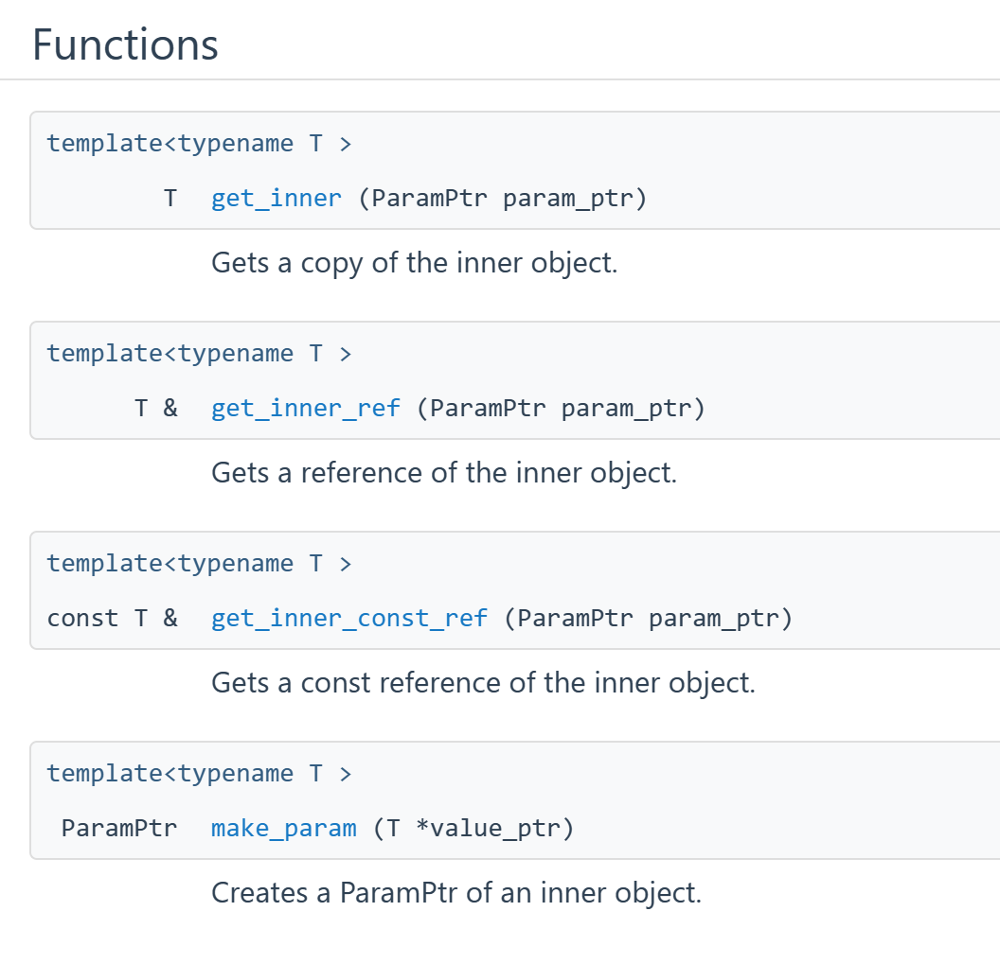 Functions
template<typename T >
T get_inner (ParamPtr param_ptr)
Gets a copy of the inner object.
template<typename T >
T & get_inner_ref (ParamPtr param_ptr)
Gets a reference of the inner object.
template<typename T >
const T & get_inner_const_ref (ParamPtr param_ptr)
Gets a const reference of the inner object.
template<typename T >
ParamPtr make_param (T *value_ptr)
Creates a ParamPtr of an inner object.